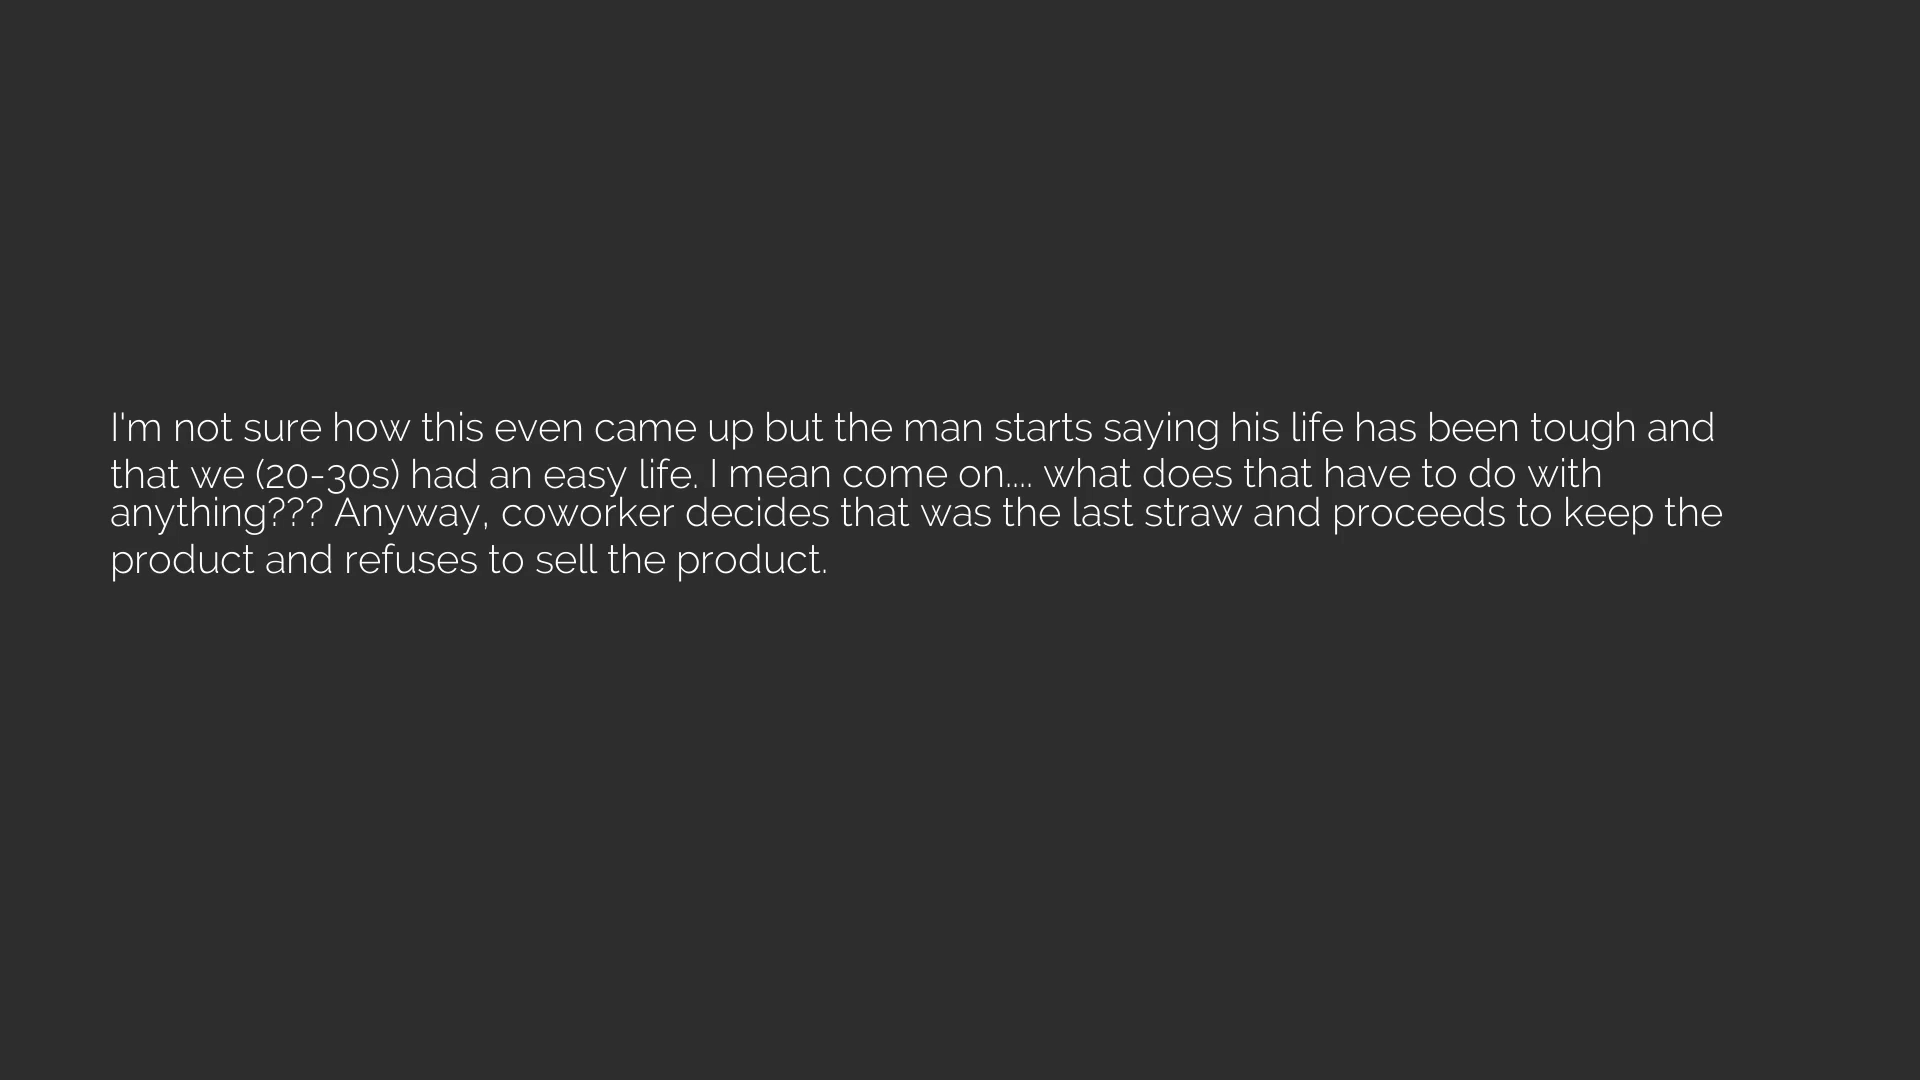 I'm not sure how this even came up but the man starts saying his life has been tough and
that we (20-30s) had an easy life. I mean come on.... what does that have to do with
anything??? Anyway, coworker decides that was the last straw and proceeds to keep the
product and refuses to sell the product.